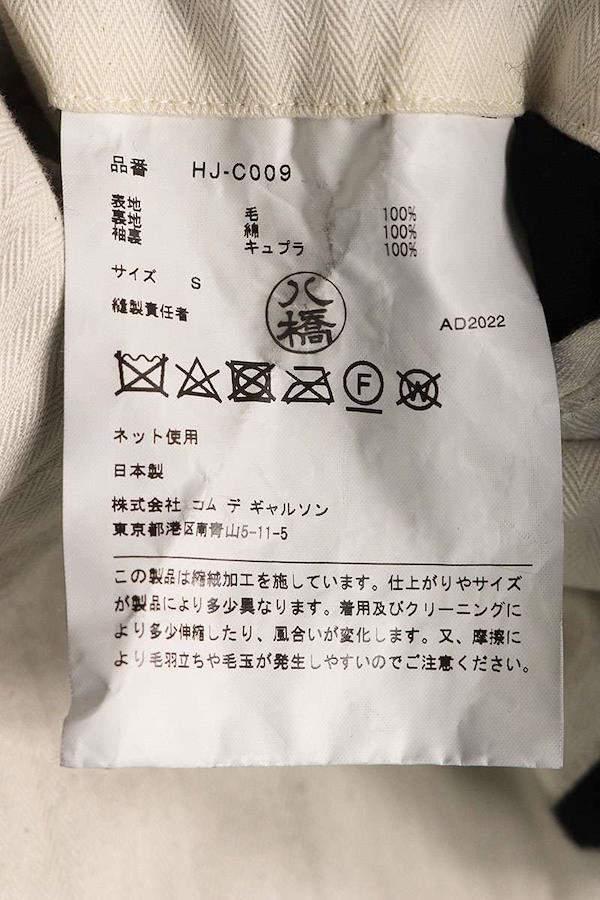 品番 HJ-C009
表地 毛 100%
裏地 綿 100%
袖裏 キュプラ 100%
サイズ S
縫製責任者 八橋 AD2022
F W
ネット使用
日本製
株式会社 コム デ ギャルソン
東京都港区南青山5-11-5
この製品は縮絨加工を施しています。仕上がりやサイズ
が製品により多少異なります。着用及びクリーニングに
より多少伸縮したり、風合いが変化します。又、摩擦に
より毛羽立ちや毛玉が発生しやすいのでご注意ください。